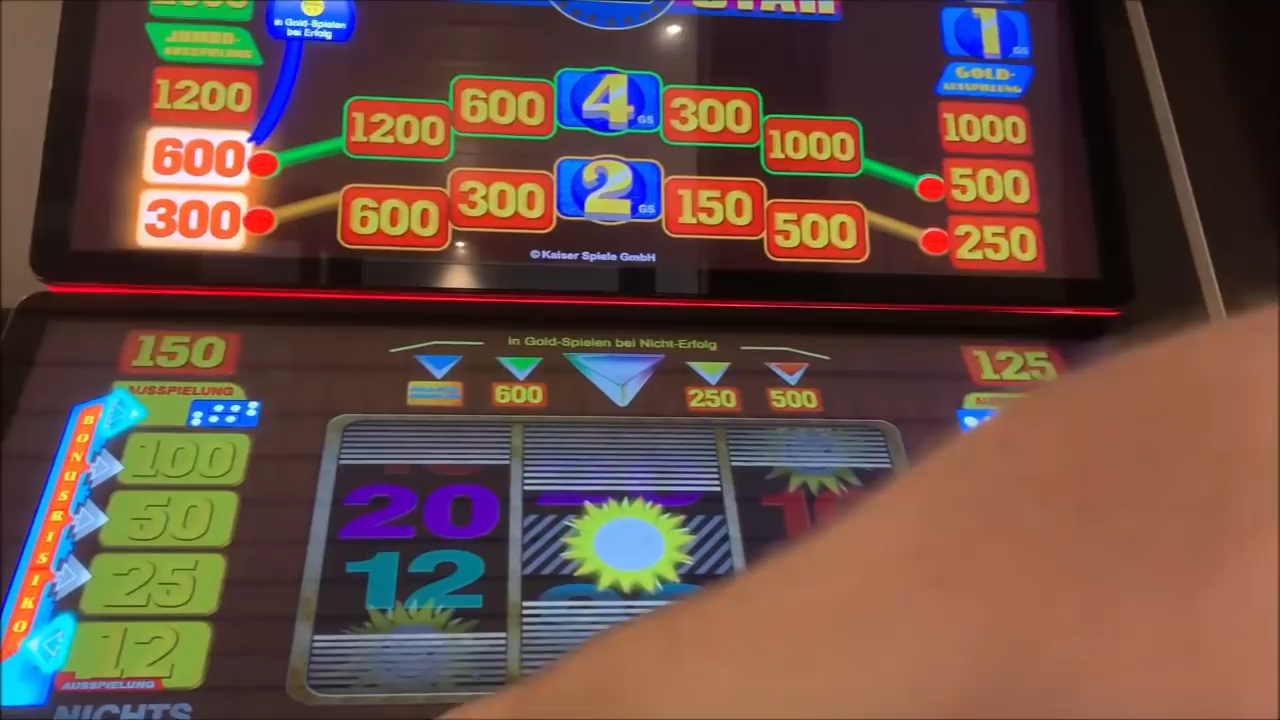 in Gold-Spielen
bei Erfolg
1
GS
JUMBO-
AUSSPIELUNG
GOLD-
AUSSPIELUNG
1200
1200
600
4
GS
300
1000
1000
600
500
300
600
300
2
GS
150
500
250
© Kaiser Spiele GmbH
in Gold-Spielen bei Nicht-Erfolg
150
600
250
500
125
AUSSPIELUNG
BONUSRISIKO
100
50
25
12
AUSSPIELUNG
NICHTS
20
12